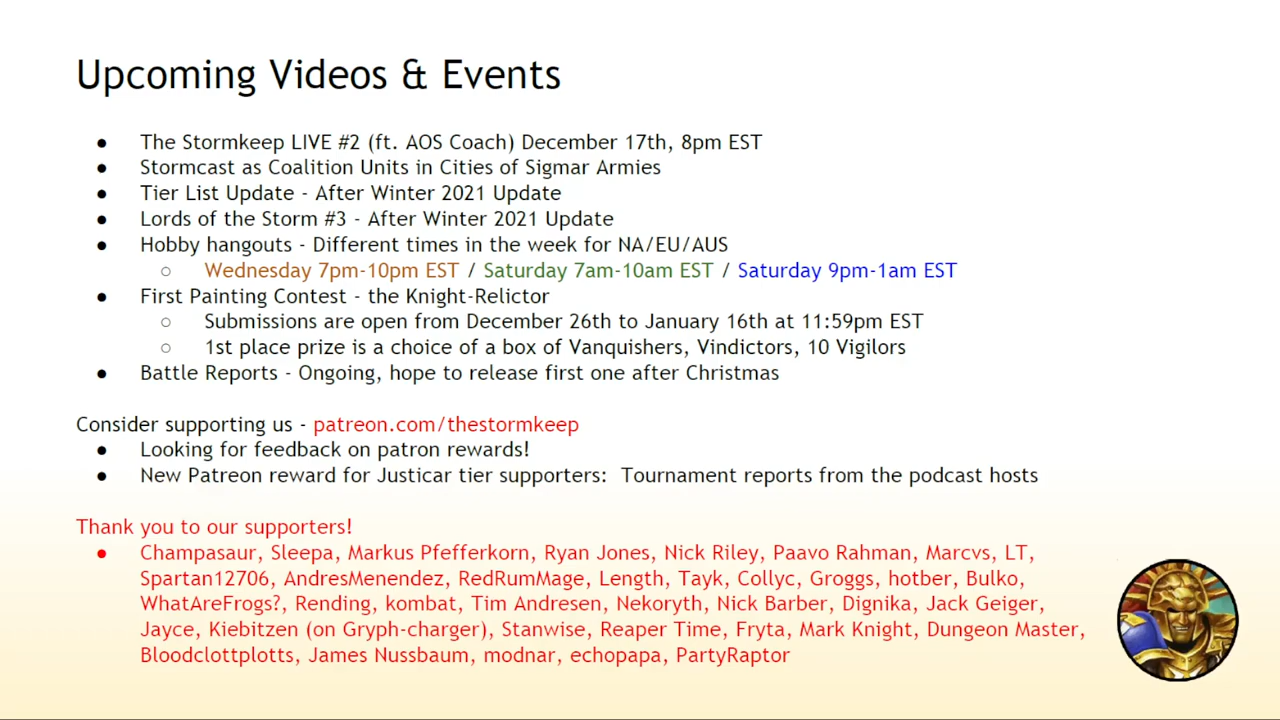 Upcoming Videos & Events
● The Stormkeep LIVE #2 (ft. AOS Coach) December 17th, 8pm EST
● Stormcast as Coalition Units in Cities of Sigmar Armies
● Tier List Update - After Winter 2021 Update
● Lords of the Storm #3 - After Winter 2021 Update
● Hobby hangouts - Different times in the week for NA/EU/AUS
○ Wednesday 7pm-10pm EST / Saturday 7am-10am EST / Saturday 9pm-1am EST
● First Painting Contest - the Knight-Relictor
○ Submissions are open from December 26th to January 16th at 11:59pm EST
○ 1st place prize is a choice of a box of Vanquishers, Vindictors, 10 Vigilors
● Battle Reports - Ongoing, hope to release first one after Christmas
Consider supporting us - patreon.com/thestormkeep
● Looking for feedback on patron rewards!
● New Patreon reward for Justicar tier supporters: Tournament reports from the podcast hosts
Thank you to our supporters!
● Champasaur, Sleepa, Markus Pfefferkorn, Ryan Jones, Nick Riley, Paavo Rahman, Marcvs, LT,
Spartan12706, AndresMenendez, RedRumMage, Length, Tayk, Collyc, Groggs, hotber, Bulko,
WhatAreFrogs?, Rending, kombat, Tim Andresen, Nekoryth, Nick Barber, Dignika, Jack Geiger,
Jayce, Kiebitzen (on Gryph-charger), Stanwise, Reaper Time, Fryta, Mark Knight, Dungeon Master,
Bloodclottplotts, James Nussbaum, modnar, echopapa, PartyRaptor